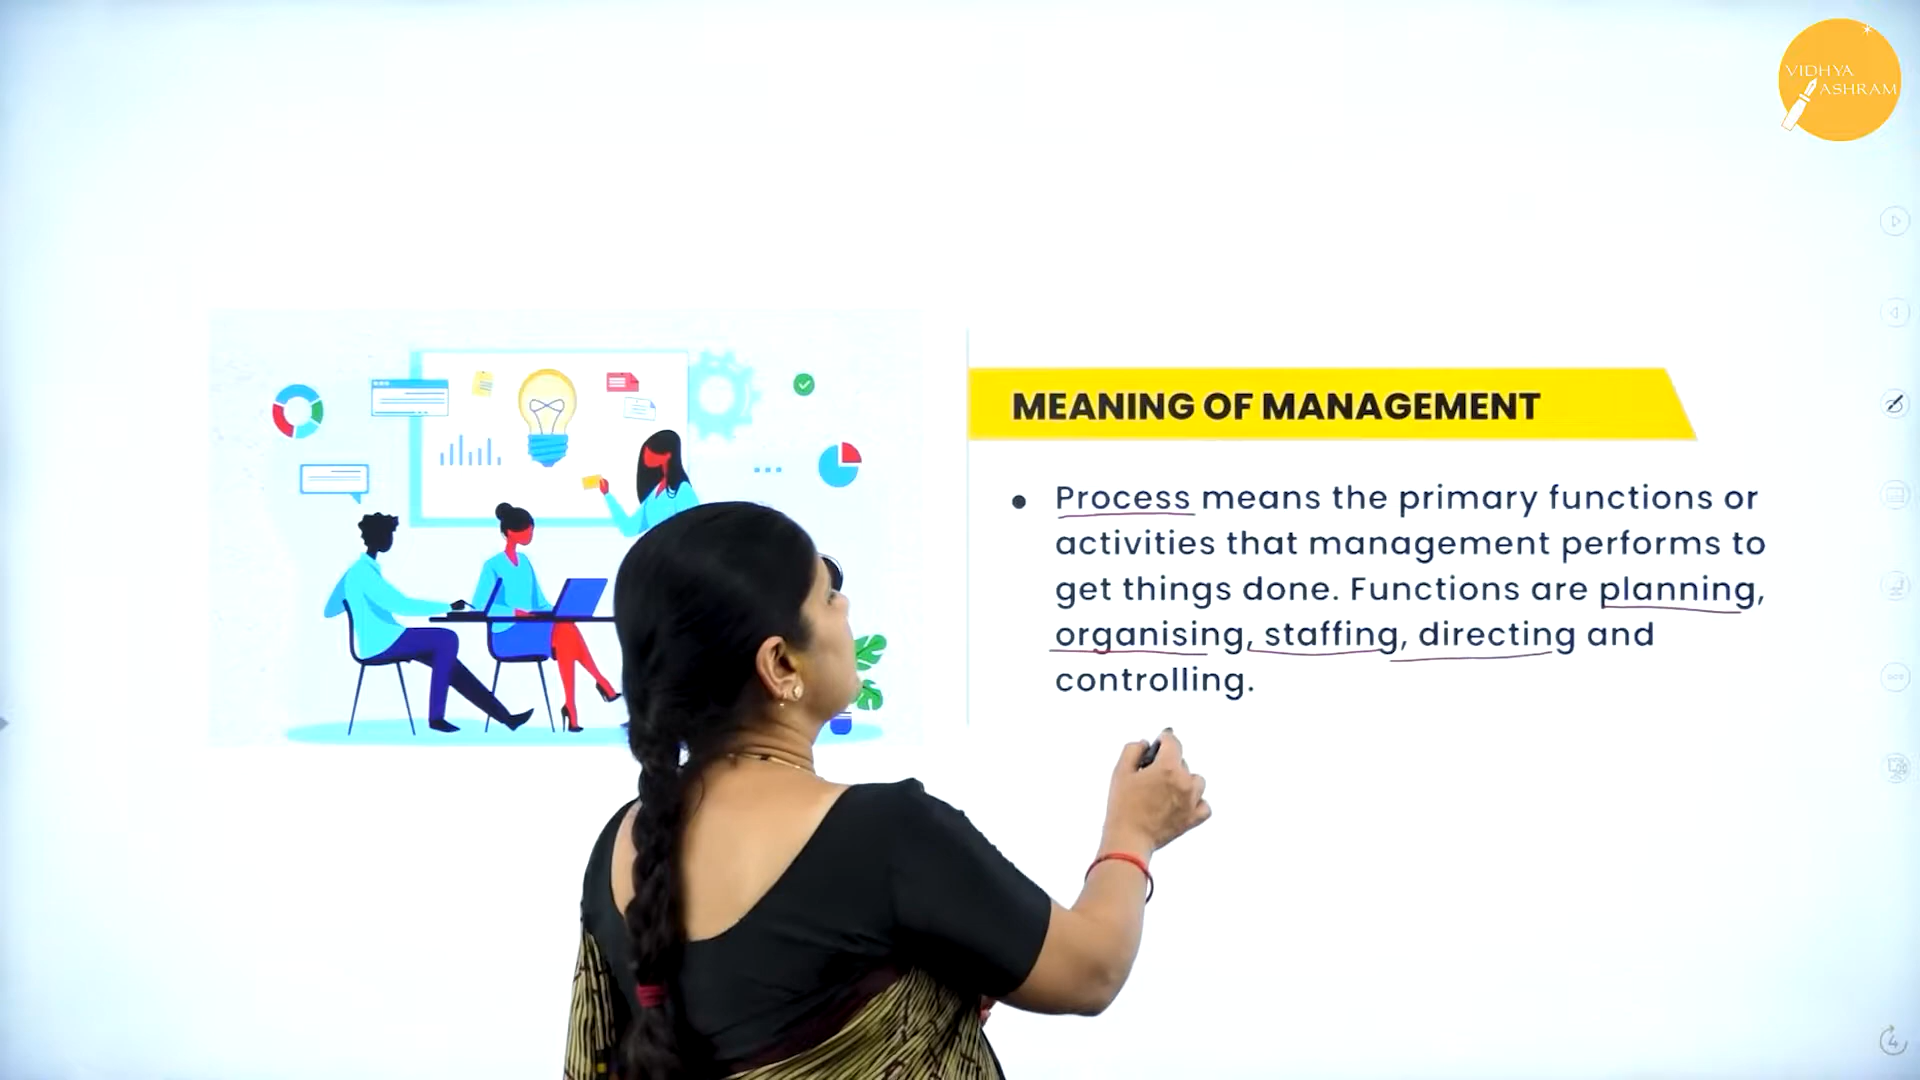 VIDHYA
ASHRAM
MEANING OF MANAGEMENT
• Process means the primary functions or
activities that management performs to
get things done. Functions are planning,
organising, staffing, directing and
controlling.
4